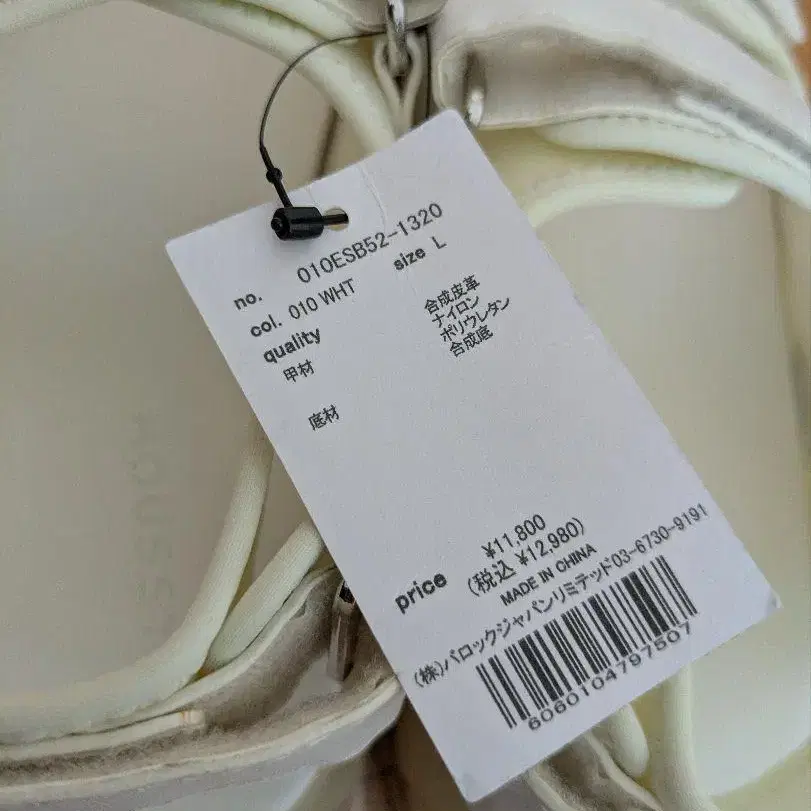 no. 010ESB52-1320
col. 010 WHT size L
quality
甲材 合成皮革
ナイロン
ポリウレタン
底材 合成底
price ¥11,800
(税込 ¥12,980)
MADE IN CHINA
(株)バロックジャパンリミテッド03-6730-9191
6060104797507